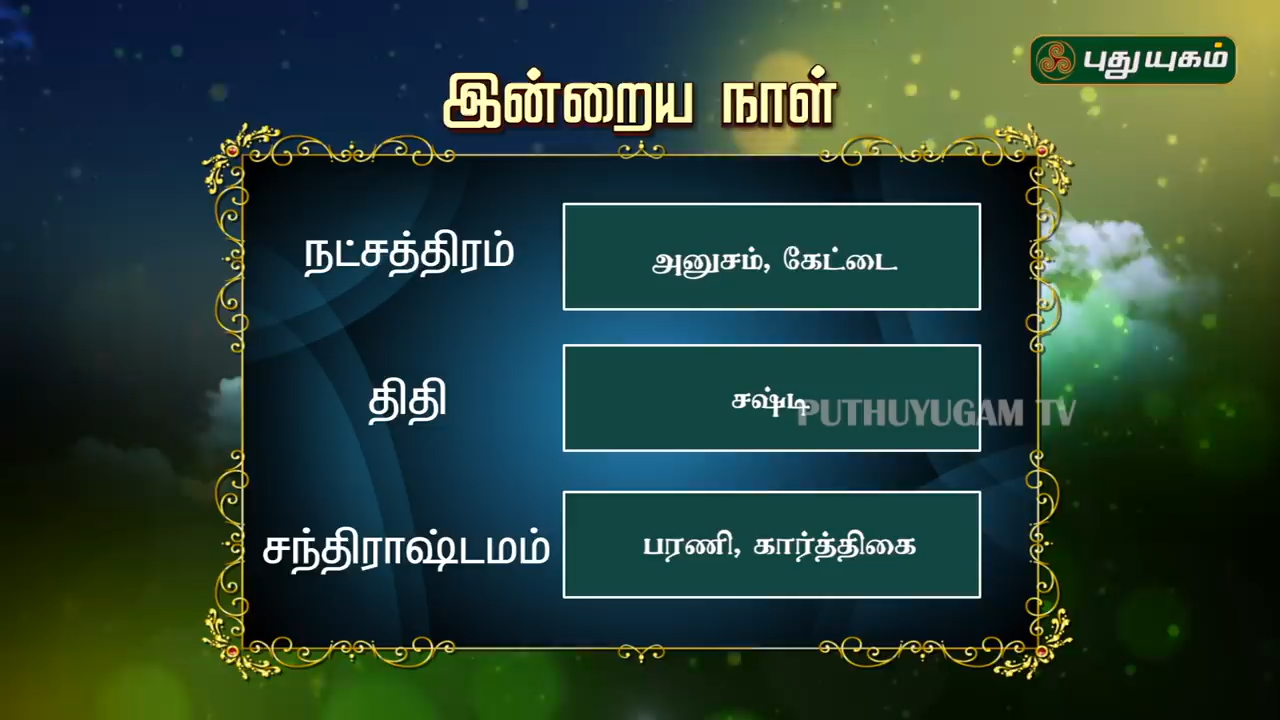 புதுயுகம்
இன்றைய நாள்
நட்சத்திரம்
அனுசம், கேட்டை
திதி
சஷ்டி
PUTHUYUGAM TV
சந்திராஷ்டமம்
பரணி, கார்த்திகை